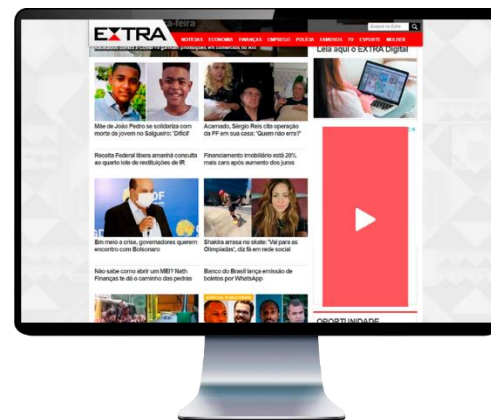 EXTRA
Buscar no Extra
NOTÍCIAS ECONOMIA FINANÇAS EMPREGO POLÍCIA FAMOSOS TV ESPORTE MULHER
Leia aqui o EXTRA Digital
Mãe de João Pedro se solidariza com
morte de jovem no Salgueiro: 'Difícil'
Acamado, Sérgio Reis cita operação
da PF em sua casa: 'Quem não erra?'
Receita Federal libera amanhã consulta
ao quarto lote de restituições de IR
Financiamento imobiliário está 20%
mais caro após aumento dos juros
Em meio a crise, governadores querem
encontro com Bolsonaro
Shakira arrasa no skate: 'Vai para as
Olimpíadas', diz fã em rede social
Não sabe como abrir um MEI? Nath
Finanças te dá o caminho das pedras
Banco do Brasil lança emissão de
boletos por WhatsApp
OPORTUNIDADE